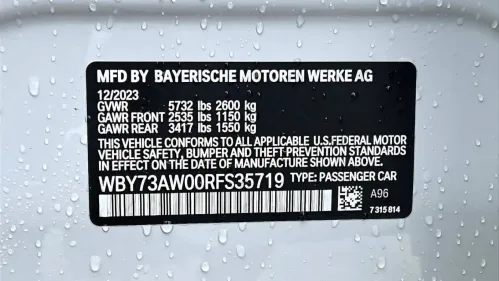 MFD BY BAYERISCHE MOTOREN WERKE AG
12/2023
GVWR 5732 lbs 2600 kg
GAWR FRONT 2535 lbs 1150 kg
GAWR REAR 3417 lbs 1550 kg
THIS VEHICLE CONFORMS TO ALL APPLICABLE U.S.FEDERAL MOTOR
VEHICLE SAFETY, BUMPER AND THEFT PREVENTION STANDARDS IN
EFFECT ON THE DATE OF MANUFACTURE SHOWN ABOVE.
WBY73AW00RFS35719 TYPE: PASSENGER CAR
A96
7 315 814